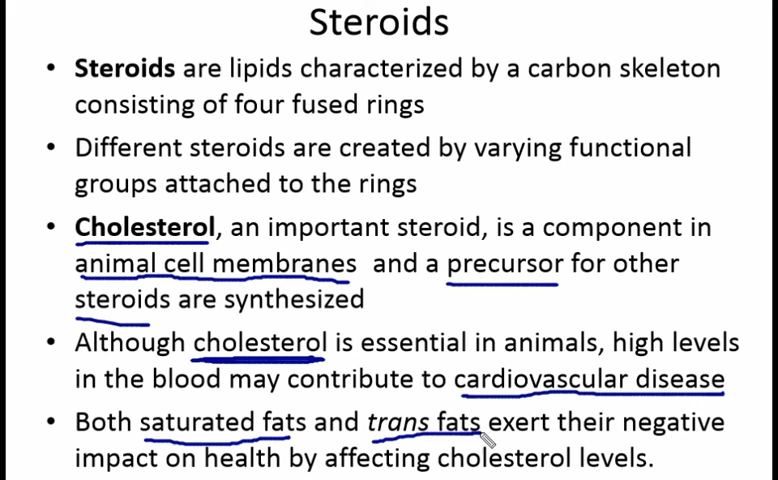 Steroids
• Steroids are lipids characterized by a carbon skeleton
consisting of four fused rings
• Different steroids are created by varying functional
groups attached to the rings
• Cholesterol, an important steroid, is a component in
animal cell membranes and a precursor for other
steroids are synthesized
• Although cholesterol is essential in animals, high levels
in the blood may contribute to cardiovascular disease
• Both saturated fats and trans fats exert their negative
impact on health by affecting cholesterol levels.